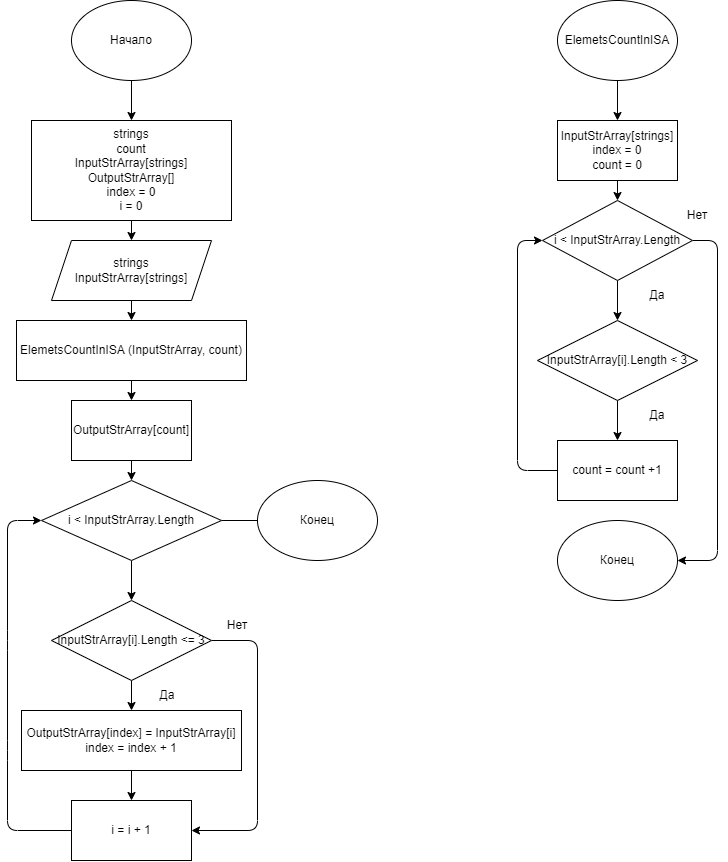 Начало
strings
count
InputStrArray[strings]
OutputStrArray[]
index = 0
i = 0
strings
InputStrArray[strings]
ElemetsCountInISA (InputStrArray, count)
OutputStrArray[count]
i < InputStrArray.Length
Конец
InputStrArray[i].Length <= 3
Нет
Да
OutputStrArray[index] = InputStrArray[i]
index = index + 1
i = i + 1
ElemetsCountInISA
InputStrArray[strings]
index = 0
count = 0
i < InputStrArray.Length
Нет
Да
InputStrArray[i].Length < 3
Да
count = count +1
Конец